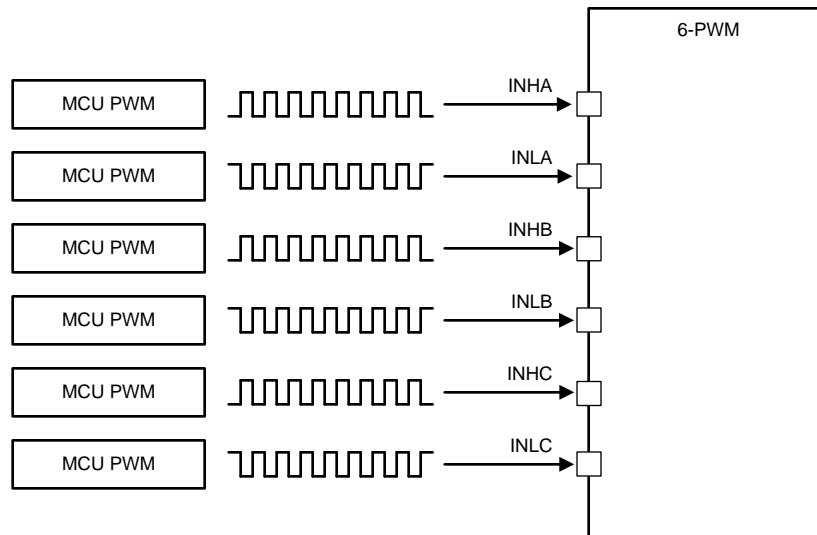 6-PWM
MCU PWM
INHA
MCU PWM
INLA
MCU PWM
INHB
MCU PWM
INLB
MCU PWM
INHC
MCU PWM
INLC